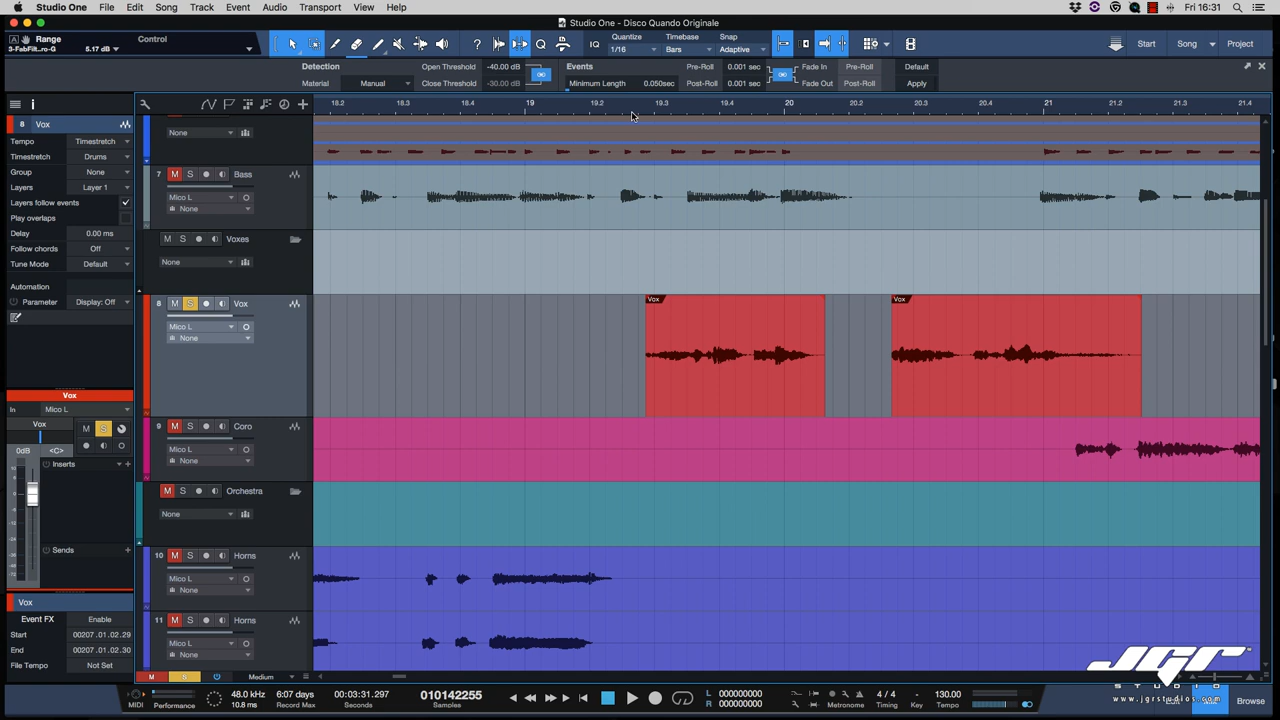 Studio One File Edit Song Track Event Audio Transport View Help Fri 16:31
Studio One - Disco Quando Originale
Range Control
3-FabFilt...ro-G 5.17 dB
IQ Quantize 1/16 Timebase Bars Snap Adaptive Start Song Project
Detection Open Threshold -40.00 dB Events Pre-Roll 0.001 sec Fade In Pre-Roll Default
Material Manual Close Threshold -30.00 dB Minimum Length 0.050sec Post-Roll 0.001 sec Fade Out Post-Roll Apply
18.2 18.3 18.4 19 19.2 19.3 19.4 20 20.2 20.3 20.4 21 21.2 21.3 21.4
8 Vox
Tempo Timestretch
Timestretch Drums
Group None
Layers Layer 1
Layers follow events
Play overlaps
Delay 0.00 ms
Follow chords Off
Tune Mode Default
Automation
Parameter Display: Off
Vox
In Mico L
Vox
M S
0dB <C>
Inserts
Sends
Vox
Event FX Enable
Start 00207.01.02.29
End 00207.01.02.30
File Tempo Not Set
None
7 M S Bass
Mico L
None
M S Voxes
None
8 M S Vox
Mico L
None
Vox Vox
9 M S Coro
Mico L
None
M S Orchestra
None
10 M S Horns
Mico L
None
11 M S Horns
Mico L
None
M S Medium
JGR
STUDIO
www.jgrstudios.com
MIDI Performance
48.0 kHz
10.8 ms
6:07 days
Record Max
00:03:31.297
Seconds
010142255
Samples
L 000000000
R 000000000
Metronome
4 / 4
Timing
-
Key
130.00
Tempo
Browse